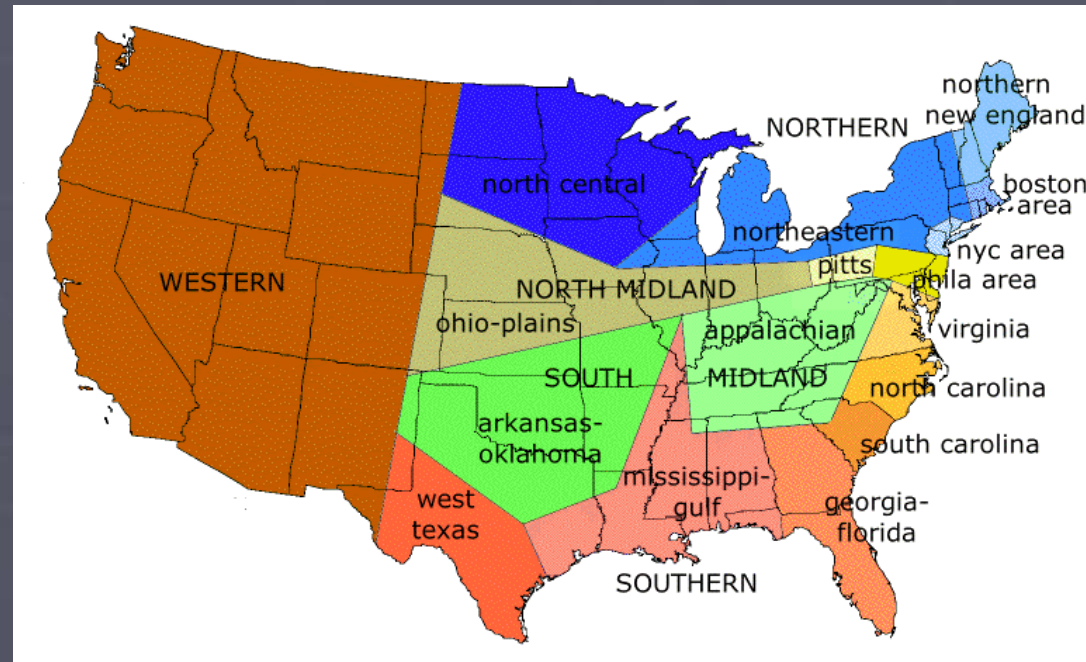 northern
new england
NORTHERN
boston
area
north central
northeastern
nyc area
pitts
phila area
WESTERN
NORTH MIDLAND
ohio-plains
appalachian
virginia
SOUTH MIDLAND
north carolina
arkansas-
oklahoma
south carolina
mississippi-
gulf
west
texas
georgia-
florida
SOUTHERN